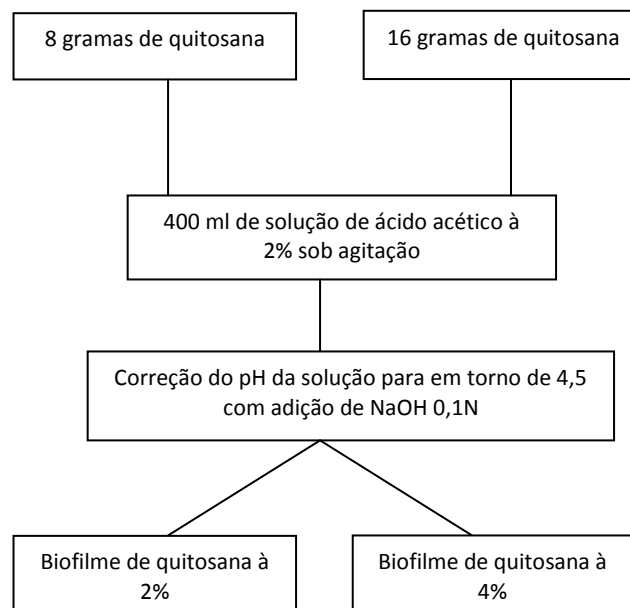 8 gramas de quitosana
16 gramas de quitosana
400 ml de solução de ácido acético à
2% sob agitação
Correção do pH da solução para em torno de 4,5
com adição de NaOH 0,1N
Biofilme de quitosana à
2%
Biofilme de quitosana à
4%